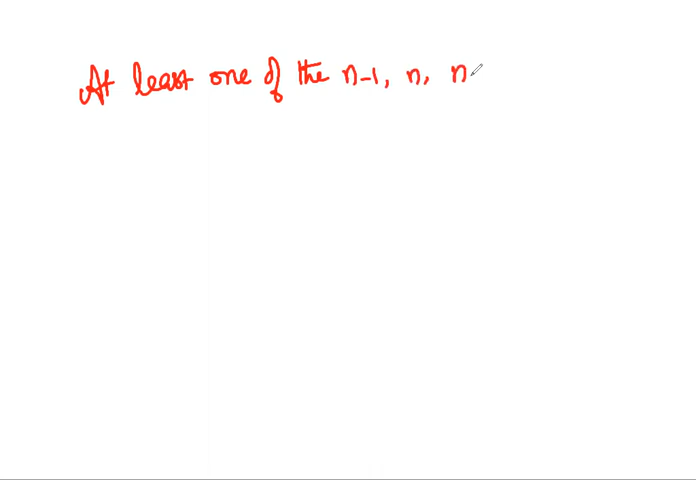 At least one of the n-1, n, n